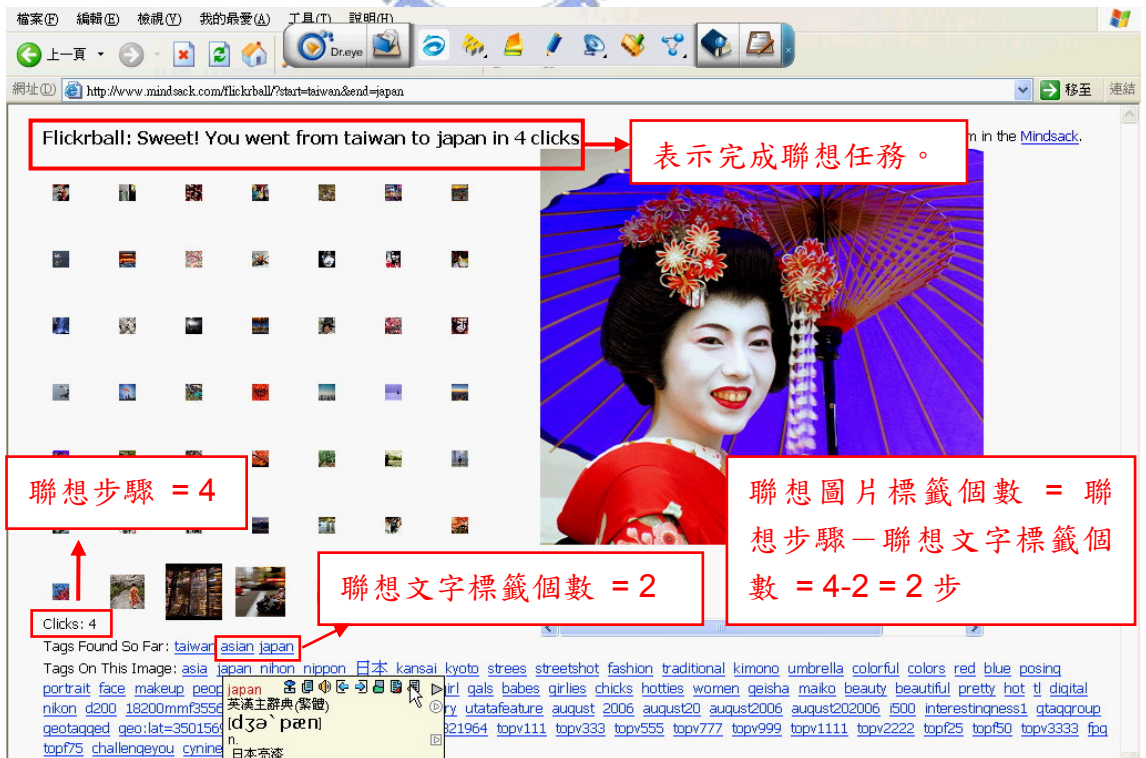 檔案(F) 編輯(E) 檢視(V) 我的最愛(A) 工具(T) 說明(H)
上一頁
Dr.eye
網址(D) http://www.mindsack.com/flickrball/?start=taiwan&end=japan 移至 連結
Flickrball: Sweet! You went from taiwan to japan in 4 clicks
m in the Mindsack.
表示完成聯想任務。
聯想步驟 = 4
聯想圖片標籤個數 = 聯
想步驟－聯想文字標籤個
數 = 4-2 = 2 步
聯想文字標籤個數 = 2
Clicks: 4
Tags Found So Far: taiwan asian japan
Tags On This Image: asia japan nihon nippon 日本 kansai kyoto strees streetshot fashion traditional kimono umbrella colorful colors red blue posing
portrait face makeup peop irl gals babes girlies chicks hotties women geisha maiko beauty beautiful pretty hot tl digital
nikon d200 18200mmf3556 ry utatafeature august 2006 august20 august2006 august202006 i500 interestingness1 gtaggroup
geotagged geo:lat=3501569 321964 topv111 topv333 topv555 topv777 topv999 topv1111 topv2222 topf25 topf50 topv3333 fpg
topf75 challengeyou cynine
japan
英漢主辭典(繁體)
[dʒəˋpæn]
n.
日本亮漆